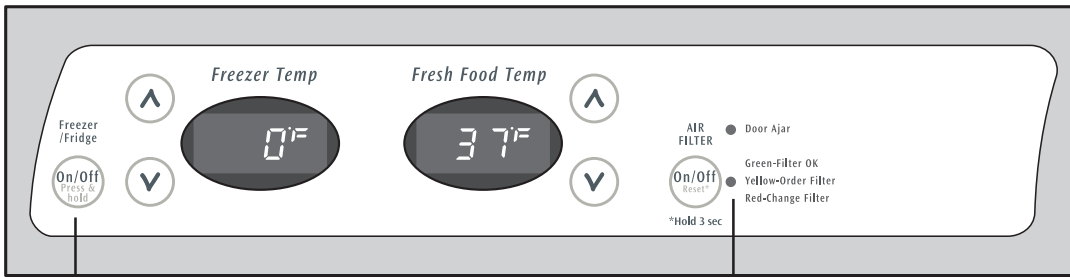 Freezer Temp
Fresh Food Temp
Freezer
/Fridge
On/Off
Press &
hold
0°F
37°F
AIR
FILTER
On/Off
Reset*
*Hold 3 sec
Door Ajar
Green-Filter OK
Yellow-Order Filter
Red-Change Filter